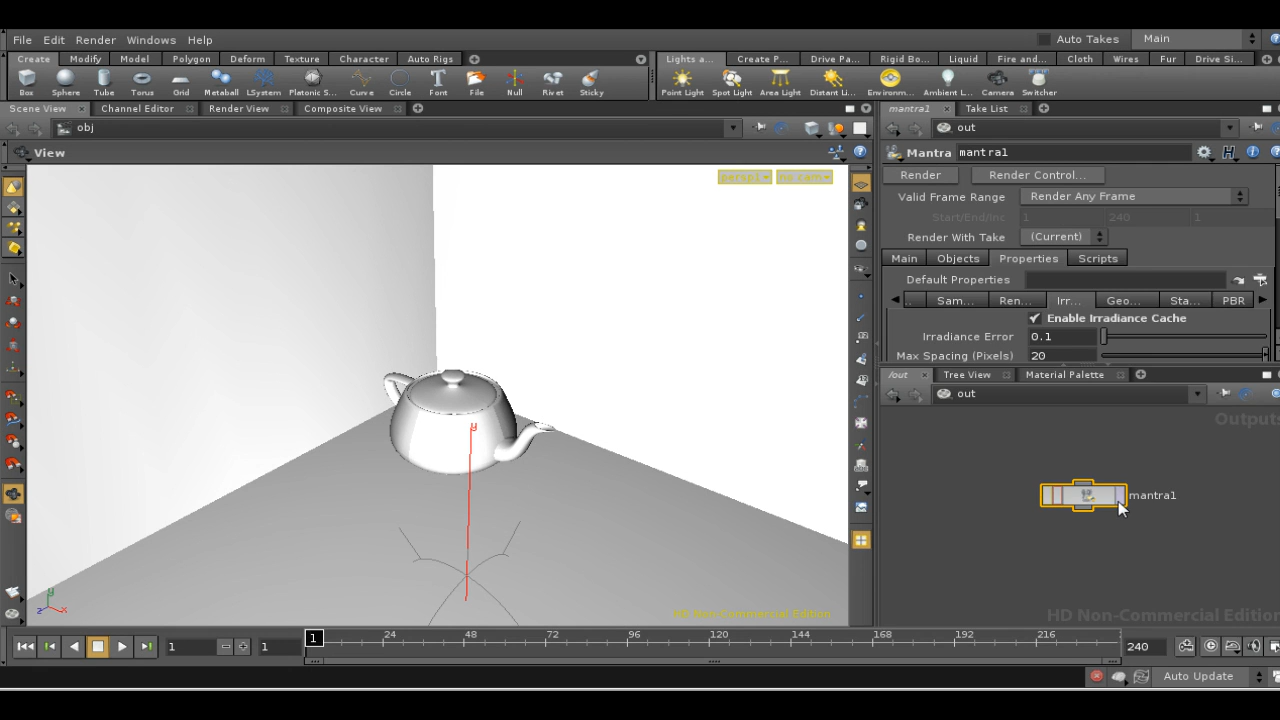 File Edit Render Windows Help
Auto Takes Main
Create Modify Model Polygon Deform Texture Character Auto Rigs
Lights a... Create P... Drive Pa... Rigid Bo... Liquid Fire and... Cloth Wires Fur Drive Si...
Box Sphere Tube Torus Grid Metaball LSystem Platonic S... Curve Circle Font File Null Rivet Sticky
Point Light Spot Light Area Light Distant Li... Environm... Ambient L... Camera Switcher
Scene View Channel Editor Render View Composite View
mantra1 Take List
obj
out
View
Mantra mantra1
persp1 no cam
Render Render Control...
Valid Frame Range Render Any Frame
Start/End/Inc 1 240 1
Render With Take (Current)
Main Objects Properties Scripts
Default Properties
.. Sam... Ren... Irr... Geo... Sta... PBR
Enable Irradiance Cache
Irradiance Error 0.1
Max Spacing (Pixels) 20
/out Tree View Material Palette
out
Outputs
y
mantra1
y
z x
HD Non-Commercial Edition
HD Non-Commercial Edition
1 1 1 24 48 72 96 120 144 168 192 216 240
Auto Update